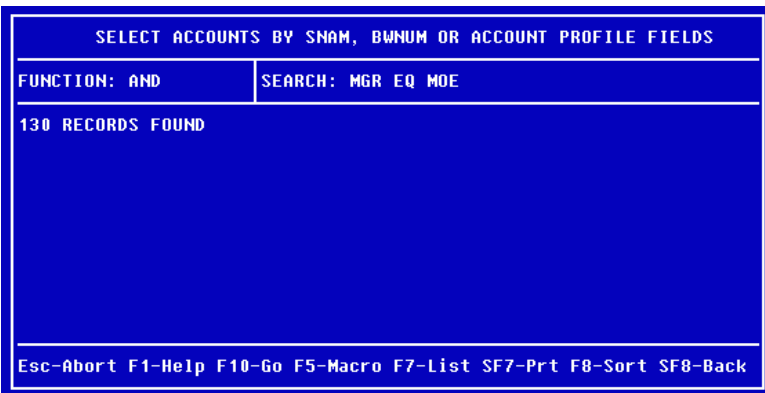 SELECT ACCOUNTS BY SNAM, BWNUM OR ACCOUNT PROFILE FIELDS
FUNCTION: AND SEARCH: MGR EQ MOE
130 RECORDS FOUND
Esc-Abort F1-Help F10-Go F5-Macro F7-List SF7-Prt F8-Sort SF8-Back